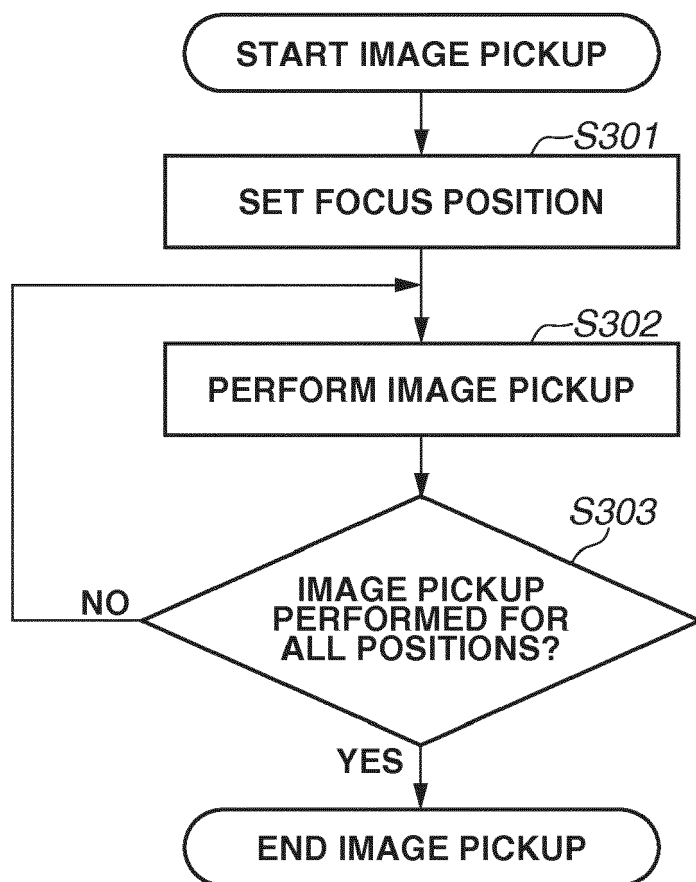 START IMAGE PICKUP
S301
SET FOCUS POSITION
S302
PERFORM IMAGE PICKUP
S303
IMAGE PICKUP
PERFORMED FOR
ALL POSITIONS?
NO
YES
END IMAGE PICKUP